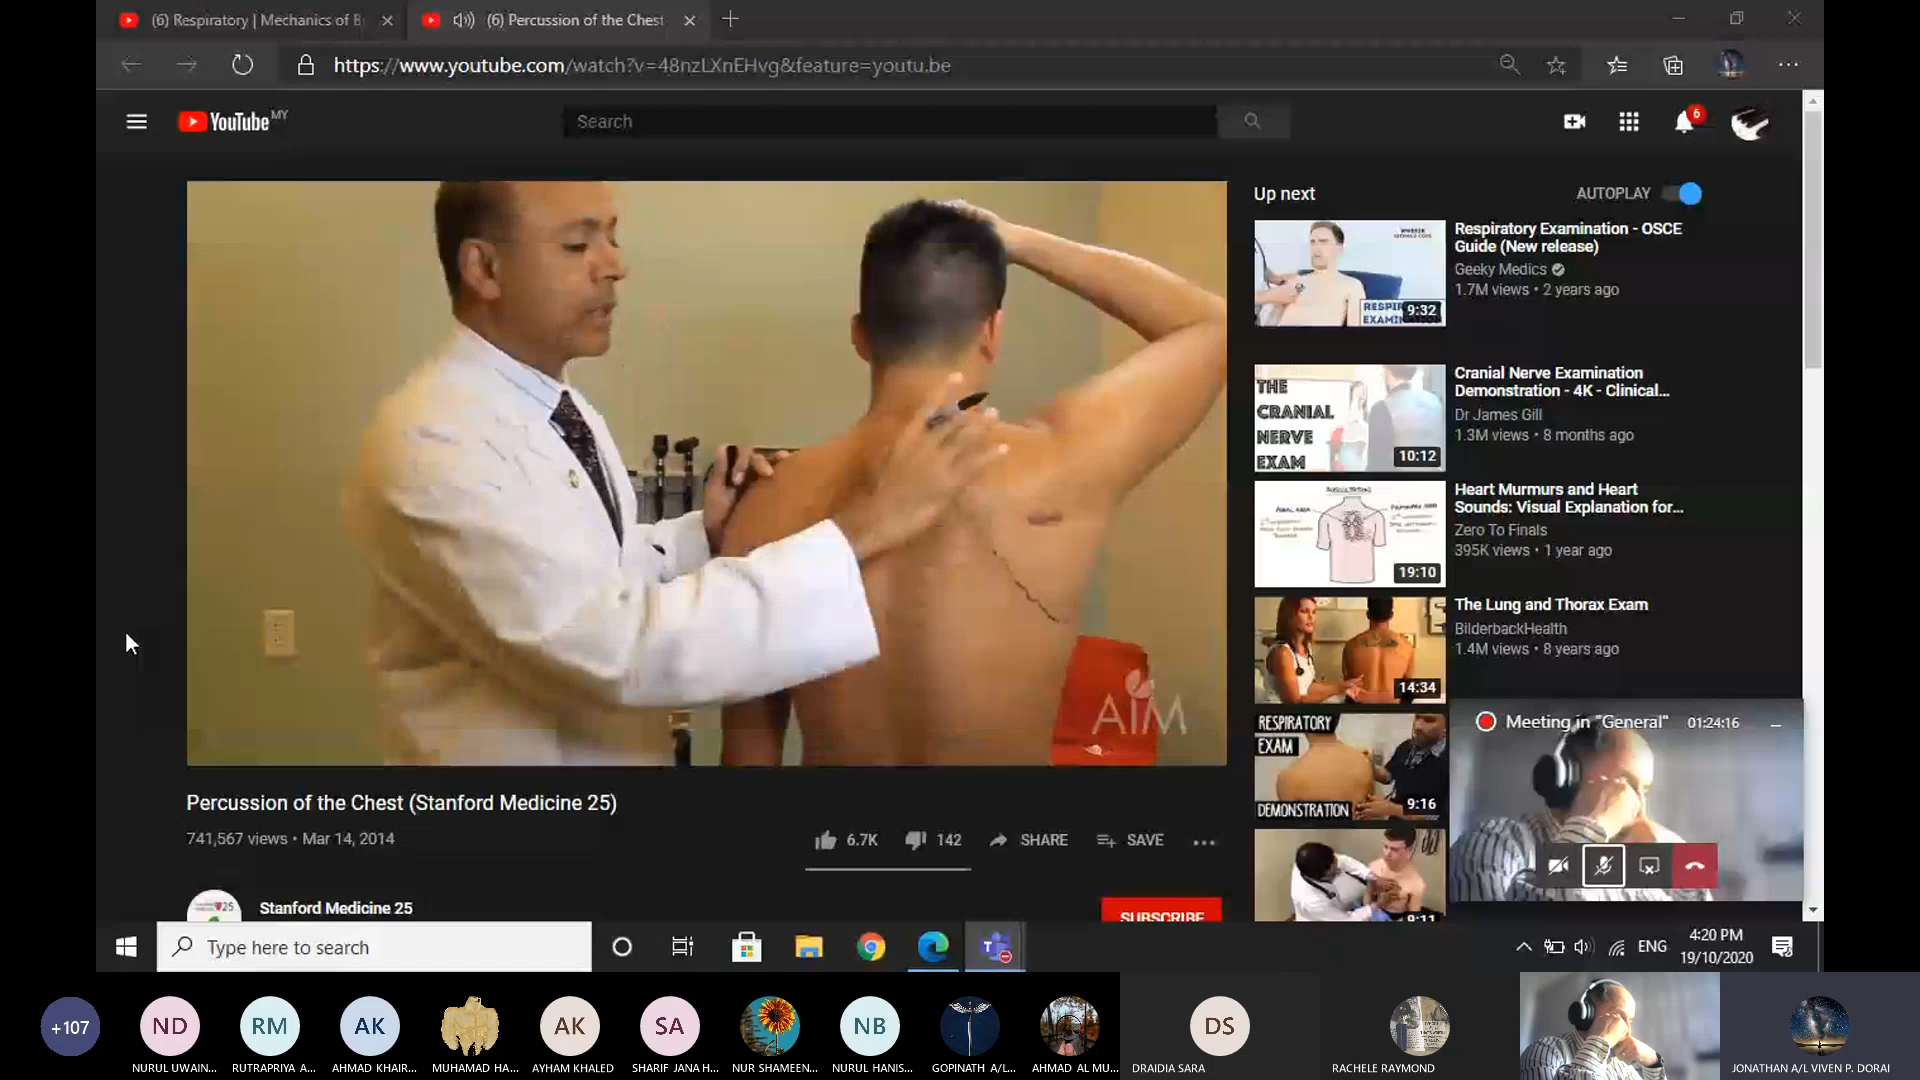 (6) Respiratory | Mechanics of B
(6) Percussion of the Chest
https://www.youtube.com/watch?v=48nzLXnEHvg&feature=youtu.be
YouTube MY
Search
6
Up next
AUTOPLAY
Respiratory Examination - OSCE
Guide (New release)
Geeky Medics
1.7M views • 2 years ago
9:32
THE
CRANIAL
NERVE
EXAM
10:12
Cranial Nerve Examination
Demonstration - 4K - Clinical...
Dr James Gill
1.3M views • 8 months ago
19:10
Heart Murmurs and Heart
Sounds: Visual Explanation for...
Zero To Finals
395K views • 1 year ago
14:34
The Lung and Thorax Exam
BilderbackHealth
1.4M views • 8 years ago
AIM
RESPIRATORY
EXAM
DEMONSTRATION
9:16
Meeting in "General" 01:24:16
9:11
Percussion of the Chest (Stanford Medicine 25)
741,567 views • Mar 14, 2014
6.7K 142 SHARE SAVE
25
Stanford Medicine 25
SUBSCRIBE
Type here to search
ENG
4:20 PM
19/10/2020
+107
ND
RM
AK
AK
SA
NB
DS
NURUL UWAIN...
RUTRAPRIYA A...
AHMAD KHAIR...
MUHAMAD HA...
AYHAM KHALED
SHARIF JANA H...
NUR SHAMEEN...
NURUL HANIS...
GOPINATH A/L...
AHMAD AL MU...
DRAIDIA SARA
RACHELE RAYMOND
JONATHAN A/L VIVEN P. DORAI